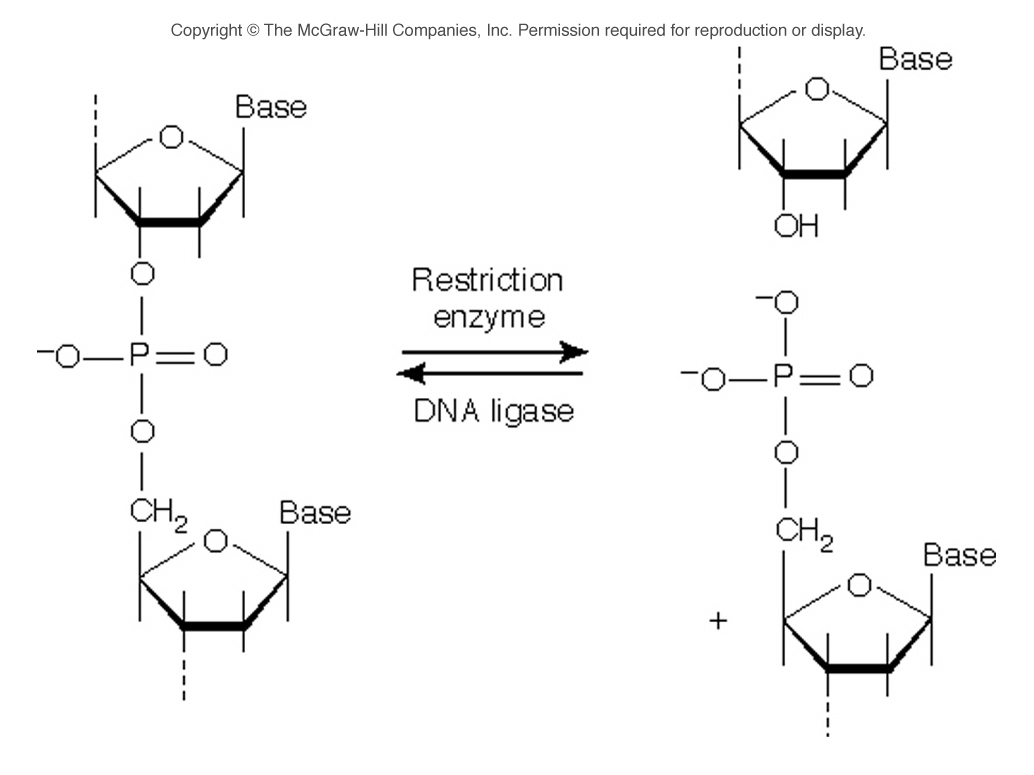 Copyright © The McGraw-Hill Companies, Inc. Permission required for reproduction or display.
Base
O
O
⁻O—P=O
O
CH₂
Base
O
Restriction
enzyme
DNA ligase
Base
O
OH
⁻O
⁻O—P=O
O
CH₂
Base
O
+